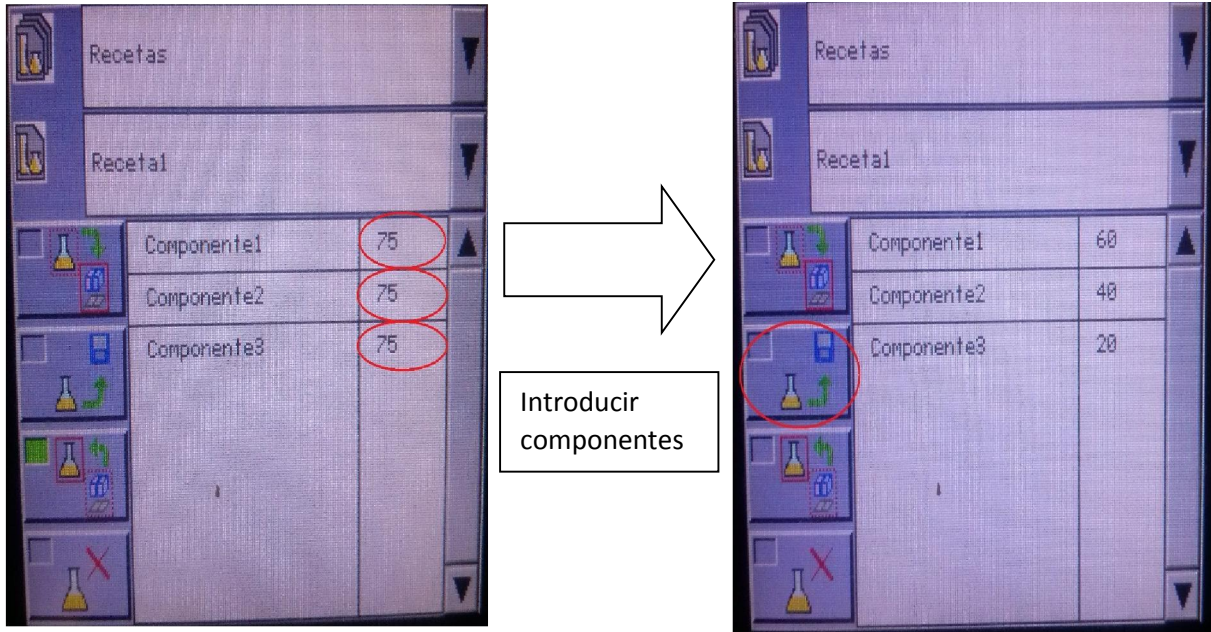 Recetas
Receta1
Componente1 75
Componente2 75
Componente3 75
Introducir
componentes
Recetas
Receta1
Componente1 60
Componente2 40
Componente3 20